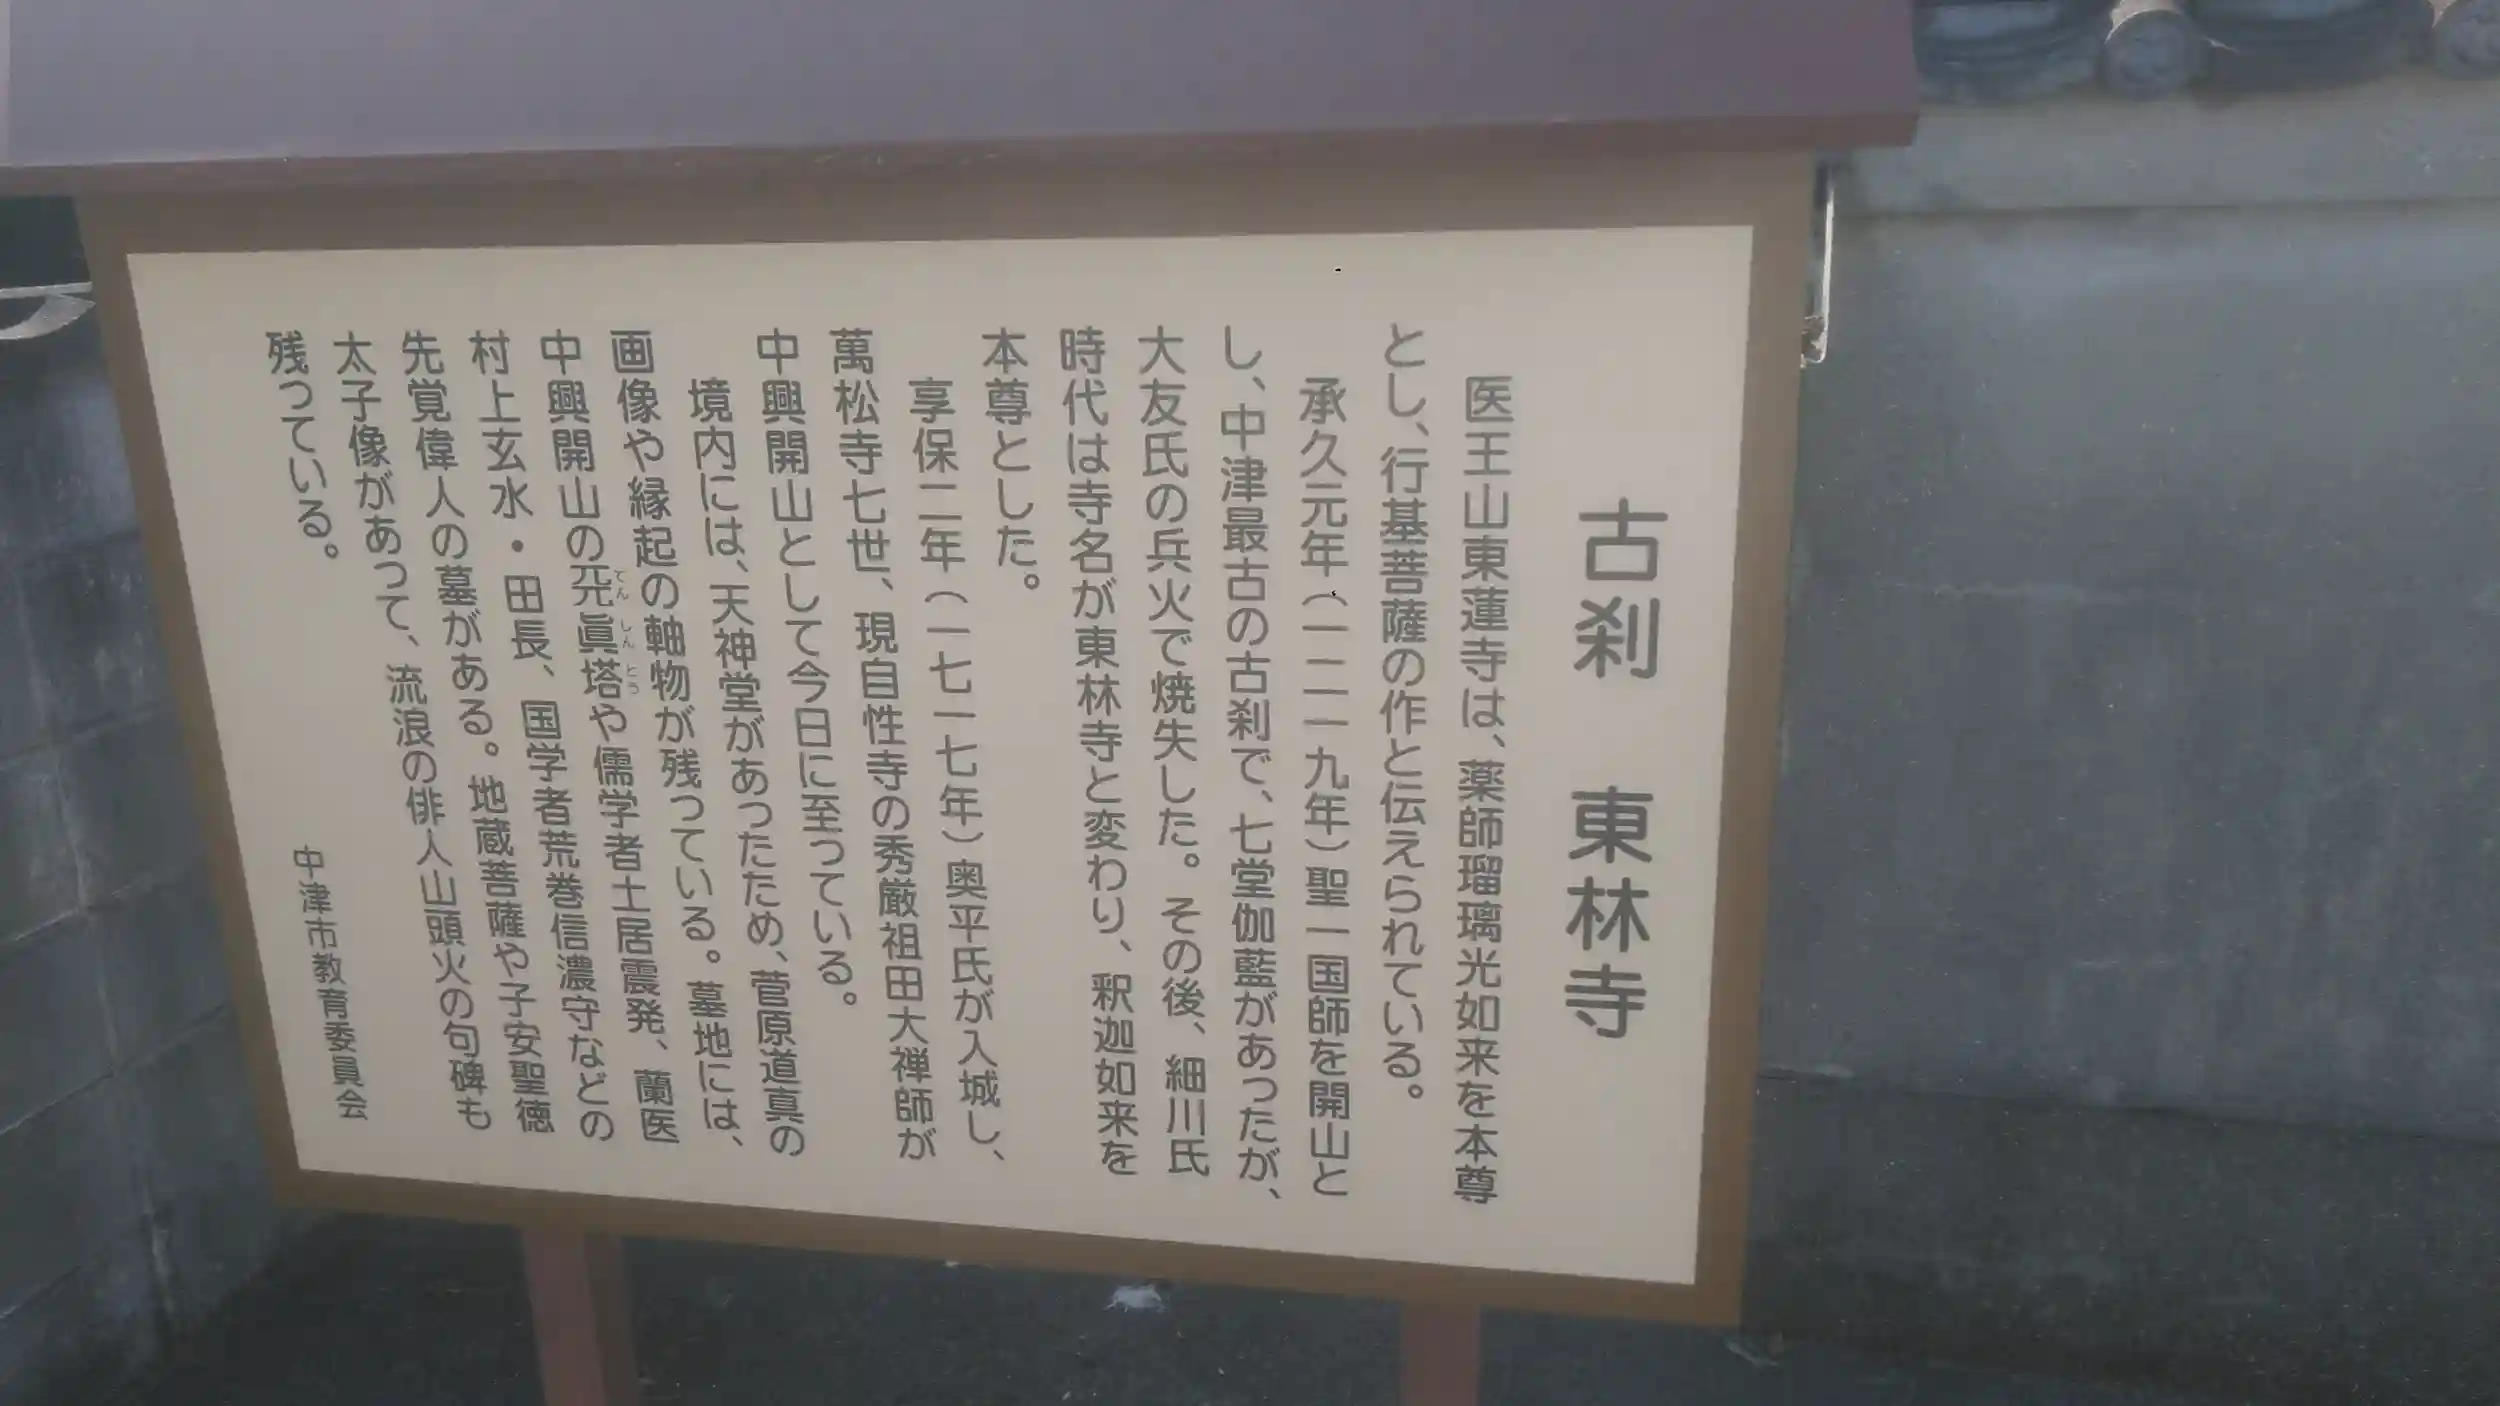 古刹　東林寺
医王山東蓮寺は、薬師瑠璃光如来を本尊
とし、行基菩薩の作と伝えられている。
承久元年（一二一九年）聖一国師を開山と
し、中津最古の古刹で、七堂伽藍があったが、
大友氏の兵火で焼失した。その後、細川氏
時代は寺名が東林寺と変わり、釈迦如来を
本尊とした。
享保二年（一七一七年）奥平氏が入城し、
萬松寺七世、現自性寺の秀厳祖田大禅師が
中興開山として今日に至っている。
境内には、天神堂があったため、菅原道真の
画像や縁起の軸物が残っている。墓地には、
中興開山の兲眞塔や儒学者土居震発、蘭医
てん しん とう
村上玄水・田長、国学者荒巻信濃守などの
先覚偉人の墓がある。地蔵菩薩や子安聖徳
太子像があって、流浪の俳人山頭火の句碑も
残っている。
中津市教育委員会